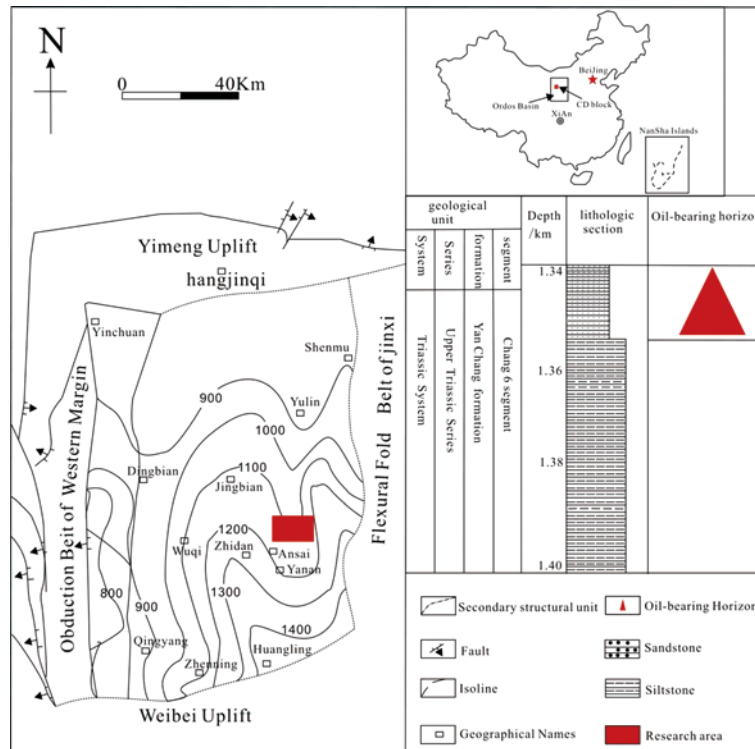 N
0 40Km
Yimeng Uplift
hangjinqi
Yinchuan
Shenmu
900
Yulin
1000
Dingbian
1100
Jingbian
1200
Wuqi
Zhidan
Ansai
Yanan
800
900
1300
1400
Qingyang
Huangling
Zhenning
Weibei Uplift
Obduction Beit of Western Margin
Flexural Fold Belt of jinxi
BeiJing
Ordos Basin
CD block
XiAn
NanSha Islands
geological
unit
Depth
/km
lithologic
section
Oil-bearing horizo
System
Series
formation
segment
Triassic System
Upper Triassic Series
Yan Chang formation
Chang 6 segment
1.34
1.36
1.38
1.40
Secondary structural unit
Oil-bearing Horizon
Fault
Sandstone
Isoline
Siltstone
Geographical Names
Research area